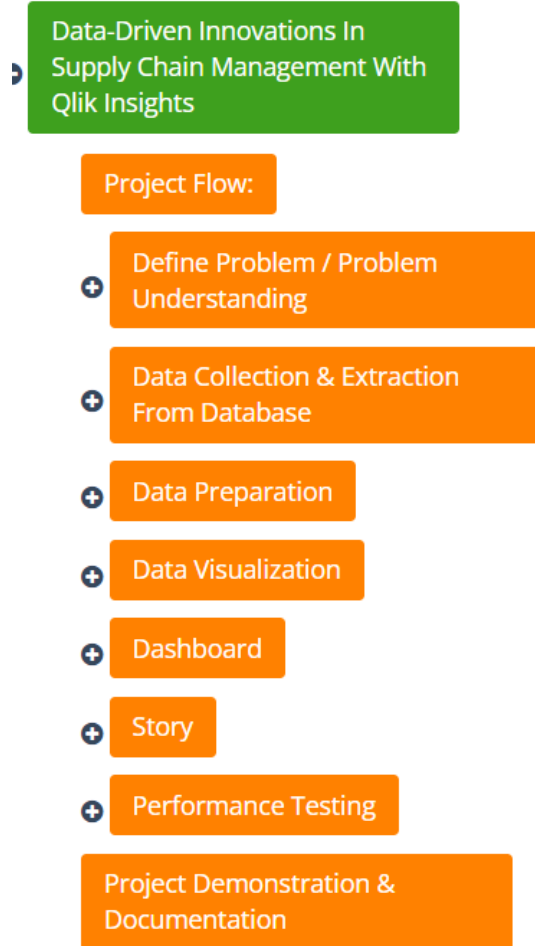 Data-Driven Innovations In
Supply Chain Management With
Qlik Insights
Project Flow:
Define Problem / Problem
Understanding
Data Collection & Extraction
From Database
Data Preparation
Data Visualization
Dashboard
Story
Performance Testing
Project Demonstration &
Documentation